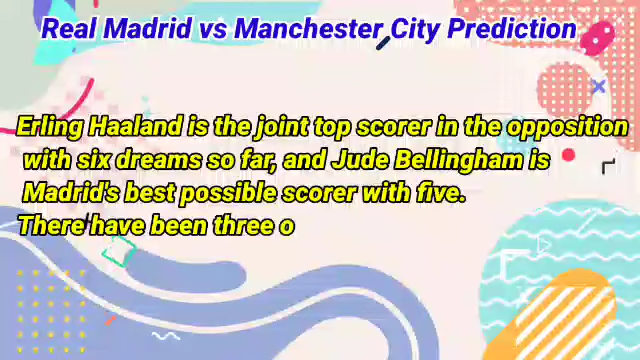 Real Madrid vs Manchester City Prediction
Erling Haaland is the joint top scorer in the opposition
with six dreams so far, and Jude Bellingham is
Madrid's best possible scorer with five.
There have been three o